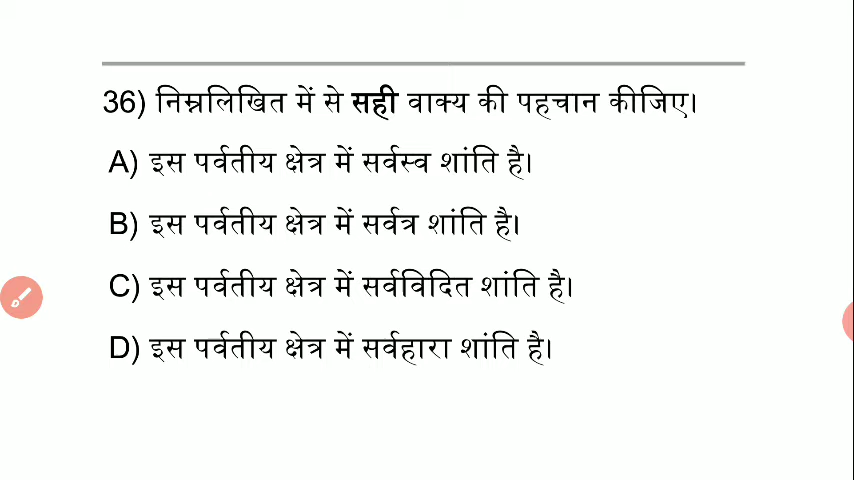 36) निम्नलिखित में से सही वाक्य की पहचान कीजिए।
A) इस पर्वतीय क्षेत्र में सर्वस्व शांति है।
B) इस पर्वतीय क्षेत्र में सर्वत्र शांति है।
C) इस पर्वतीय क्षेत्र में सर्वविदित शांति है।
D) इस पर्वतीय क्षेत्र में सर्वहारा शांति है।